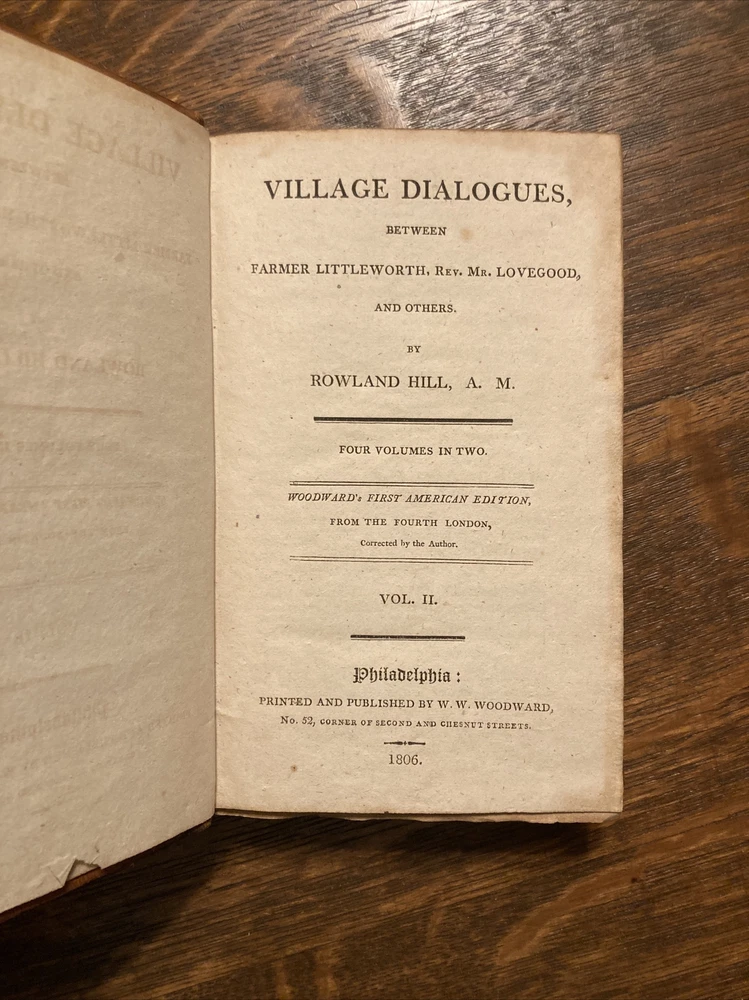 VILLAGE DIALOGUES,
BETWEEN
FARMER LITTLEWORTH, REV. MR. LOVEGOOD,
AND OTHERS.
BY
ROWLAND HILL, A. M.
FOUR VOLUMES IN TWO.
WOODWARD's FIRST AMERICAN EDITION,
FROM THE FOURTH LONDON,
Corrected by the Author.
VOL. II.
Philadelphia:
PRINTED AND PUBLISHED BY W. W. WOODWARD,
No. 52, CORNER OF SECOND AND CHESNUT STREETS.
1806.